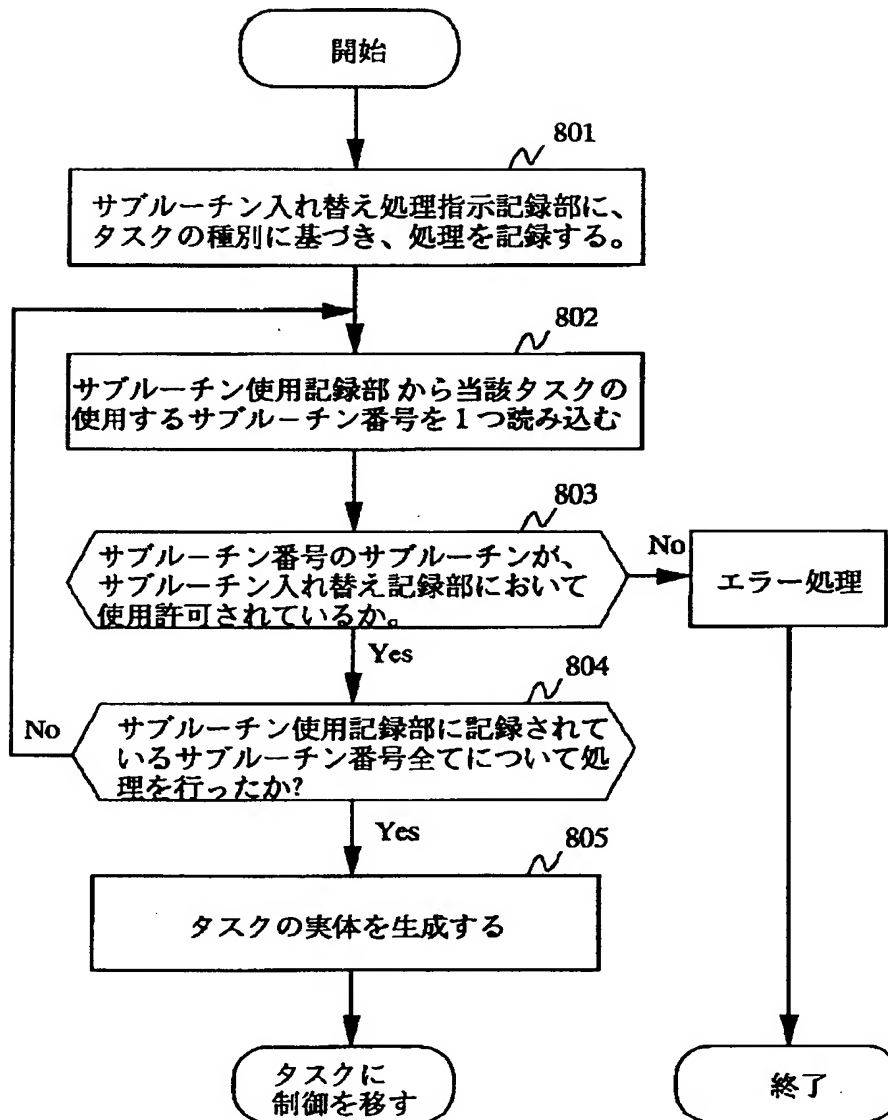 開始
801
サブルーチン入れ替え処理指示記録部に、
タスクの種別に基づき、処理を記録する。
802
サブルーチン使用記録部 から当該タスクの
使用するサブルーチン番号を１つ読み込む
803
サブルーチン番号のサブルーチンが、
サブルーチン入れ替え記録部において
使用許可されているか。
No
エラー処理
Yes
804
No
サブルーチン使用記録部に記録されて
いるサブルーチン番号全てについて処
理を行ったか?
Yes
805
タスクの実体を生成する
タスクに
制御を移す
終了